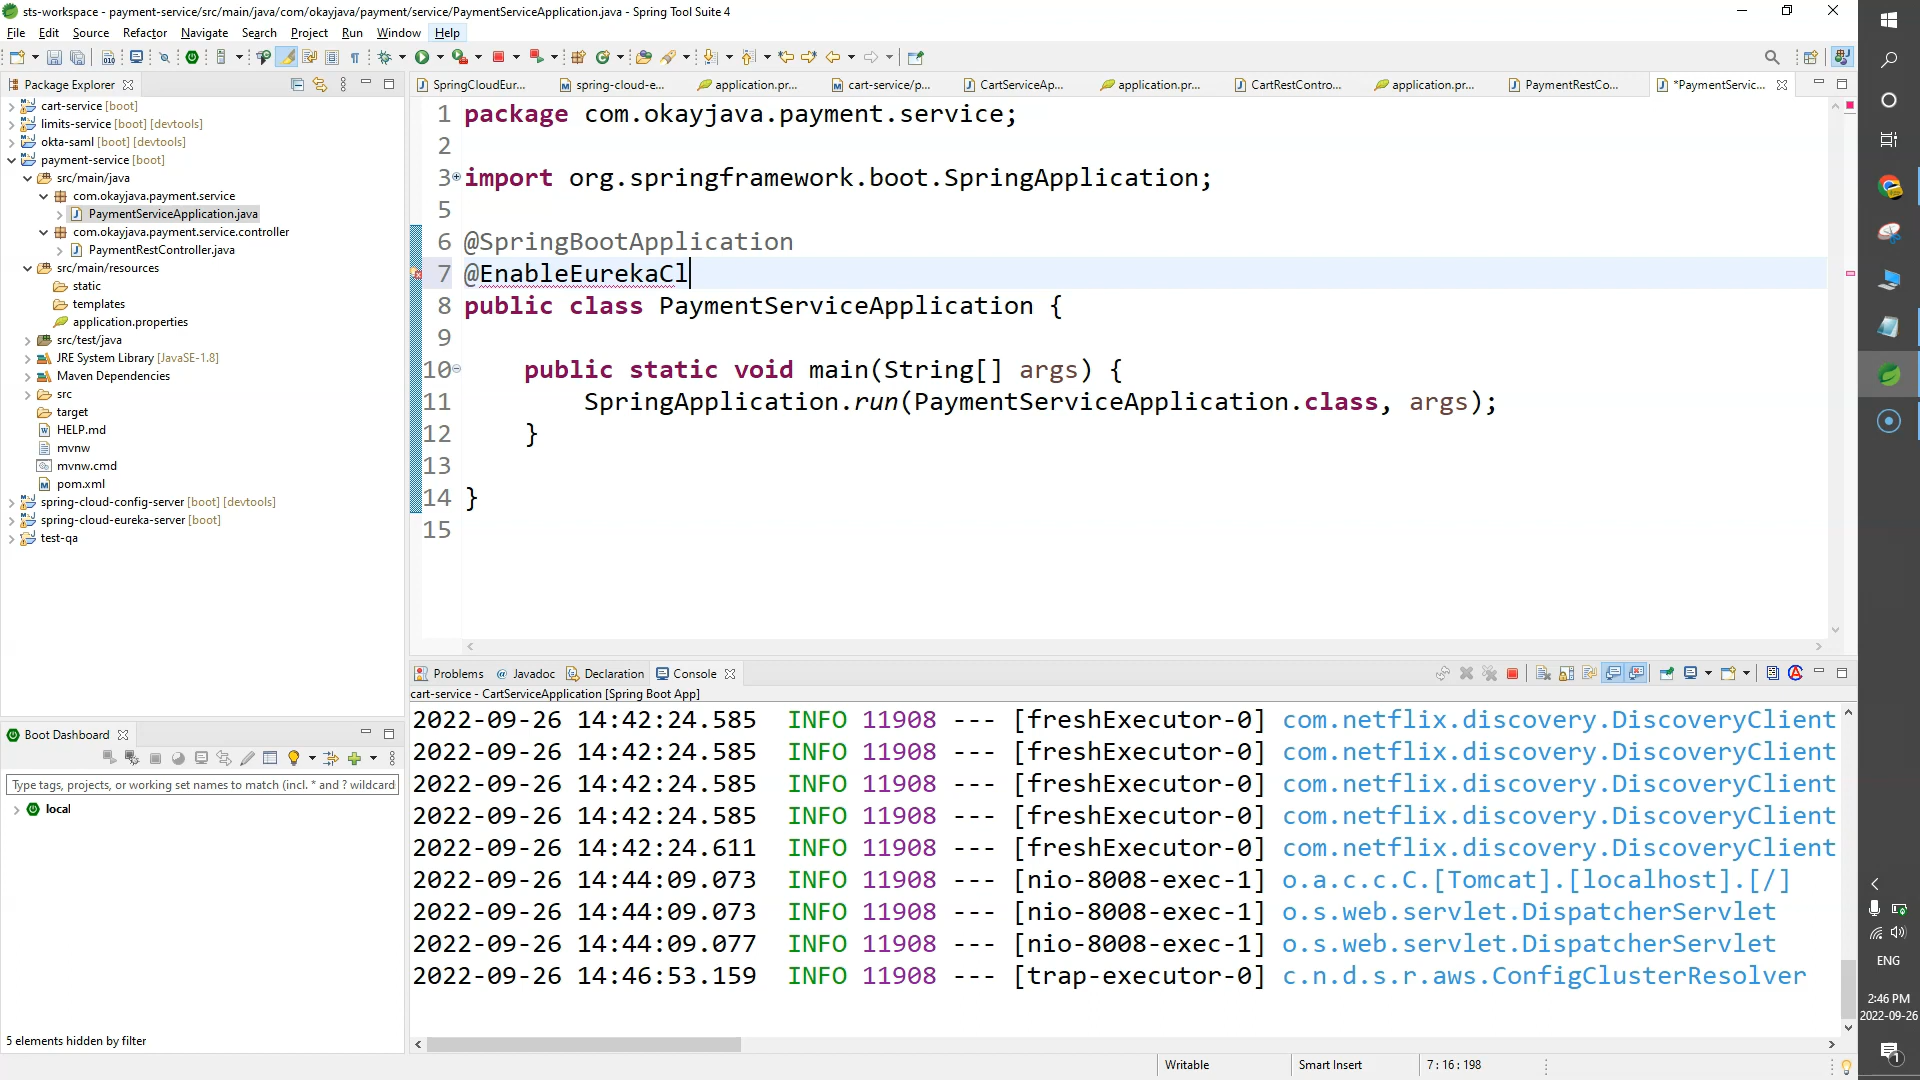 sts-workspace - payment-service/src/main/java/com/okayjava/payment/service/PaymentServiceApplication.java - Spring Tool Suite 4
File Edit Source Refactor Navigate Search Project Run Window Help
Package Explorer
SpringCloudEur...
spring-cloud-e...
application.pr...
cart-service/p...
CartServiceAp...
application.pr...
CartRestContro...
application.pr...
PaymentRestCo...
*PaymentServic...
cart-service [boot]
limits-service [boot] [devtools]
okta-saml [boot] [devtools]
payment-service [boot]
src/main/java
com.okayjava.payment.service
PaymentServiceApplication.java
com.okayjava.payment.service.controller
PaymentRestController.java
src/main/resources
static
templates
application.properties
src/test/java
JRE System Library [JavaSE-1.8]
Maven Dependencies
src
target
HELP.md
mvnw
mvnw.cmd
pom.xml
spring-cloud-config-server [boot] [devtools]
spring-cloud-eureka-server [boot]
test-qa
1 package com.okayjava.payment.service;
2
3 import org.springframework.boot.SpringApplication;
5
6 @SpringBootApplication
7 @EnableEurekaCl
8 public class PaymentServiceApplication {
9
10 public static void main(String[] args) {
11 SpringApplication.run(PaymentServiceApplication.class, args);
12 }
13
14 }
15
Boot Dashboard
Type tags, projects, or working set names to match (incl. * and ? wildcard
local
5 elements hidden by filter
Problems @ Javadoc Declaration Console
cart-service - CartServiceApplication [Spring Boot App]
2022-09-26 14:42:24.585 INFO 11908 --- [freshExecutor-0] com.netflix.discovery.DiscoveryClient
2022-09-26 14:42:24.585 INFO 11908 --- [freshExecutor-0] com.netflix.discovery.DiscoveryClient
2022-09-26 14:42:24.585 INFO 11908 --- [freshExecutor-0] com.netflix.discovery.DiscoveryClient
2022-09-26 14:42:24.585 INFO 11908 --- [freshExecutor-0] com.netflix.discovery.DiscoveryClient
2022-09-26 14:42:24.611 INFO 11908 --- [freshExecutor-0] com.netflix.discovery.DiscoveryClient
2022-09-26 14:44:09.073 INFO 11908 --- [nio-8008-exec-1] o.a.c.c.C.[Tomcat].[localhost].[/]
2022-09-26 14:44:09.073 INFO 11908 --- [nio-8008-exec-1] o.s.web.servlet.DispatcherServlet
2022-09-26 14:44:09.077 INFO 11908 --- [nio-8008-exec-1] o.s.web.servlet.DispatcherServlet
2022-09-26 14:46:53.159 INFO 11908 --- [trap-executor-0] c.n.d.s.r.aws.ConfigClusterResolver
Writable
Smart Insert
7 : 16 : 198
ENG
2:46 PM
2022-09-26
1